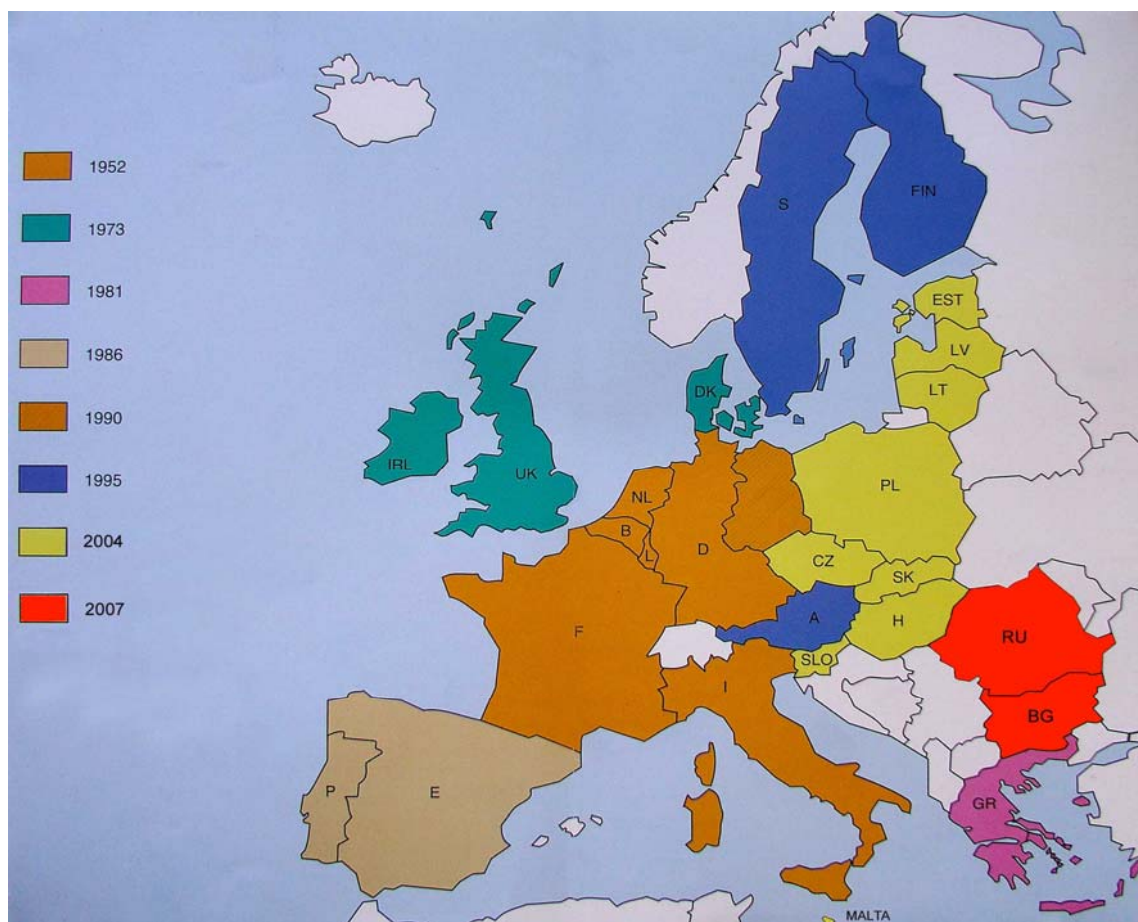 1952
1973
1981
1986
1990
1995
2004
2007
S
FIN
EST
LV
LT
DK
IRL
UK
NL
B
L
D
PL
CZ
SK
F
A
H
SLO
RU
I
BG
P
E
GR
MALTA